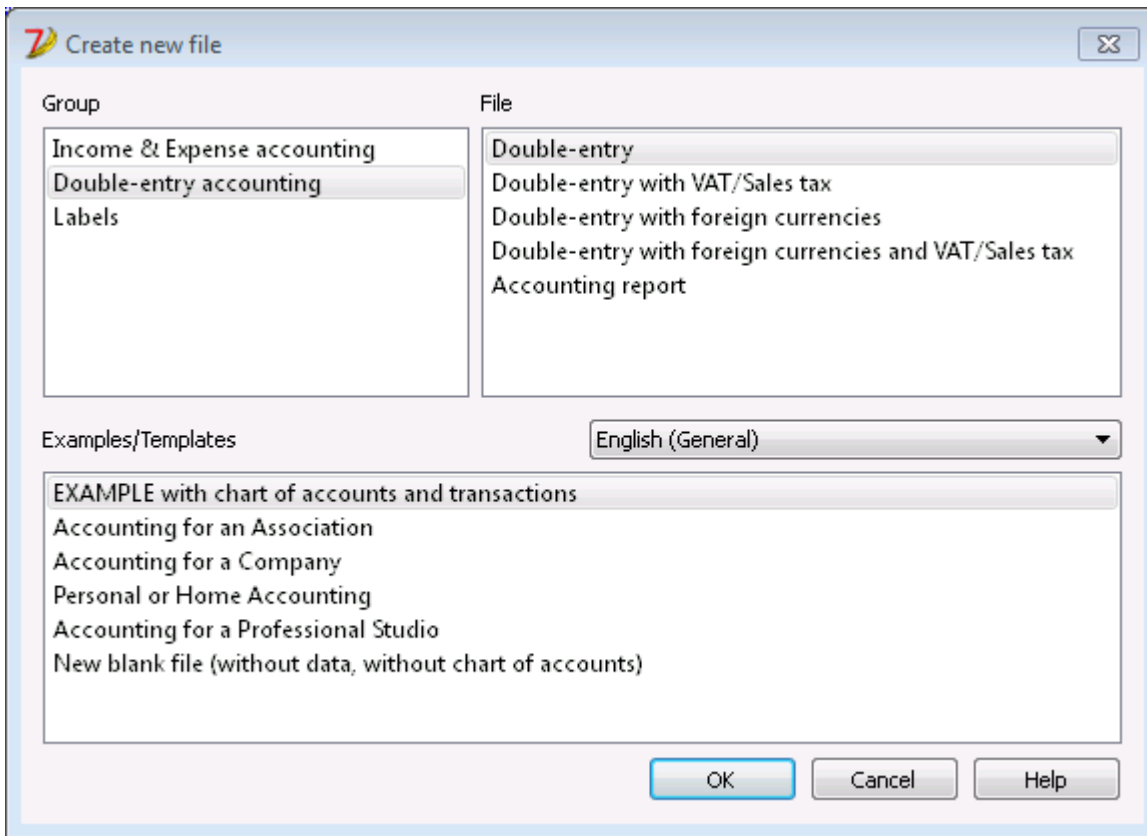 Create new file
Group
File
Income & Expense accounting
Double-entry accounting
Labels
Double-entry
Double-entry with VAT/Sales tax
Double-entry with foreign currencies
Double-entry with foreign currencies and VAT/Sales tax
Accounting report
Examples/Templates
English (General)
EXAMPLE with chart of accounts and transactions
Accounting for an Association
Accounting for a Company
Personal or Home Accounting
Accounting for a Professional Studio
New blank file (without data, without chart of accounts)
OK
Cancel
Help